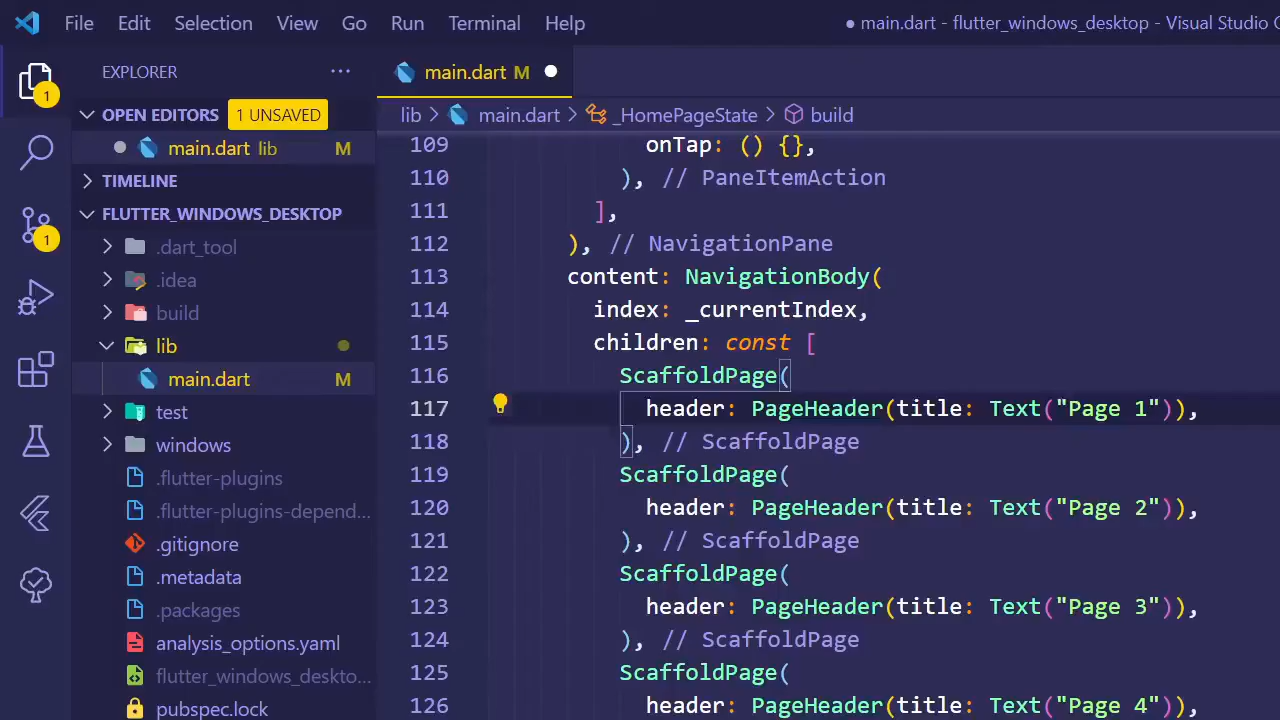 File Edit Selection View Go Run Terminal Help ● main.dart - flutter_windows_desktop - Visual Studio
EXPLORER ···
1
main.dart M
OPEN EDITORS 1 UNSAVED
lib > main.dart > _HomePageState > build
main.dart lib M
TIMELINE
FLUTTER_WINDOWS_DESKTOP
1
.dart_tool
.idea
build
lib
main.dart M
test
windows
.flutter-plugins
.flutter-plugins-depend...
.gitignore
.metadata
.packages
analysis_options.yaml
flutter_windows_deskto...
pubspec.lock
109 onTap: () {},
110 ), // PaneItemAction
111 ],
112 ), // NavigationPane
113 content: NavigationBody(
114 index: _currentIndex,
115 children: const [
116 ScaffoldPage(
117 header: PageHeader(title: Text("Page 1")),
118 ), // ScaffoldPage
119 ScaffoldPage(
120 header: PageHeader(title: Text("Page 2")),
121 ), // ScaffoldPage
122 ScaffoldPage(
123 header: PageHeader(title: Text("Page 3")),
124 ), // ScaffoldPage
125 ScaffoldPage(
126 header: PageHeader(title: Text("Page 4")),